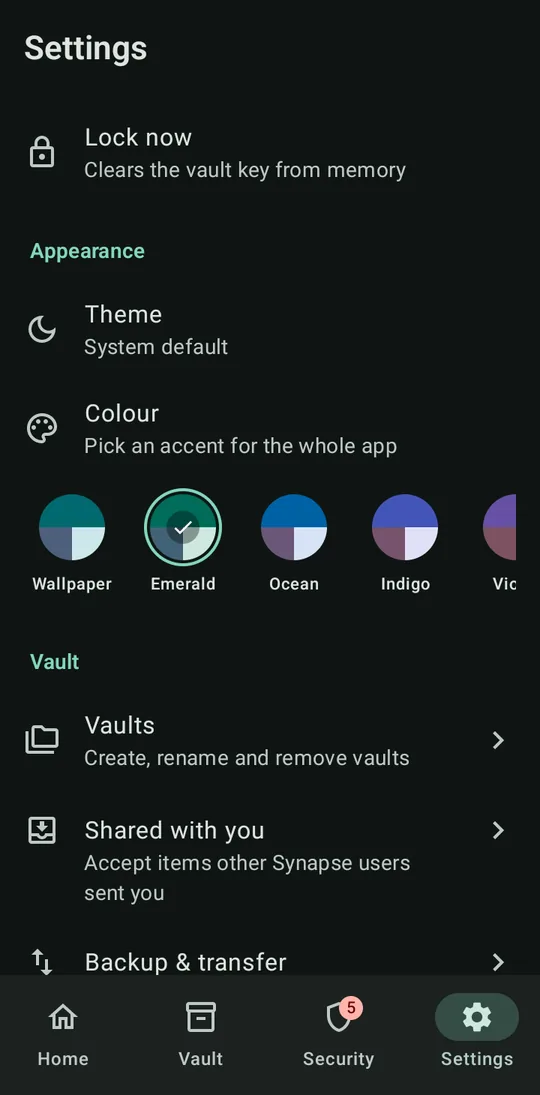 Settings
Lock now
Clears the vault key from memory
Appearance
Theme
System default
Colour
Pick an accent for the whole app
Wallpaper Emerald Ocean Indigo Vio
Vault
Vaults
Create, rename and remove vaults
Shared with you
Accept items other Synapse users
sent you
Backup & transfer
5
Home Vault Security Settings